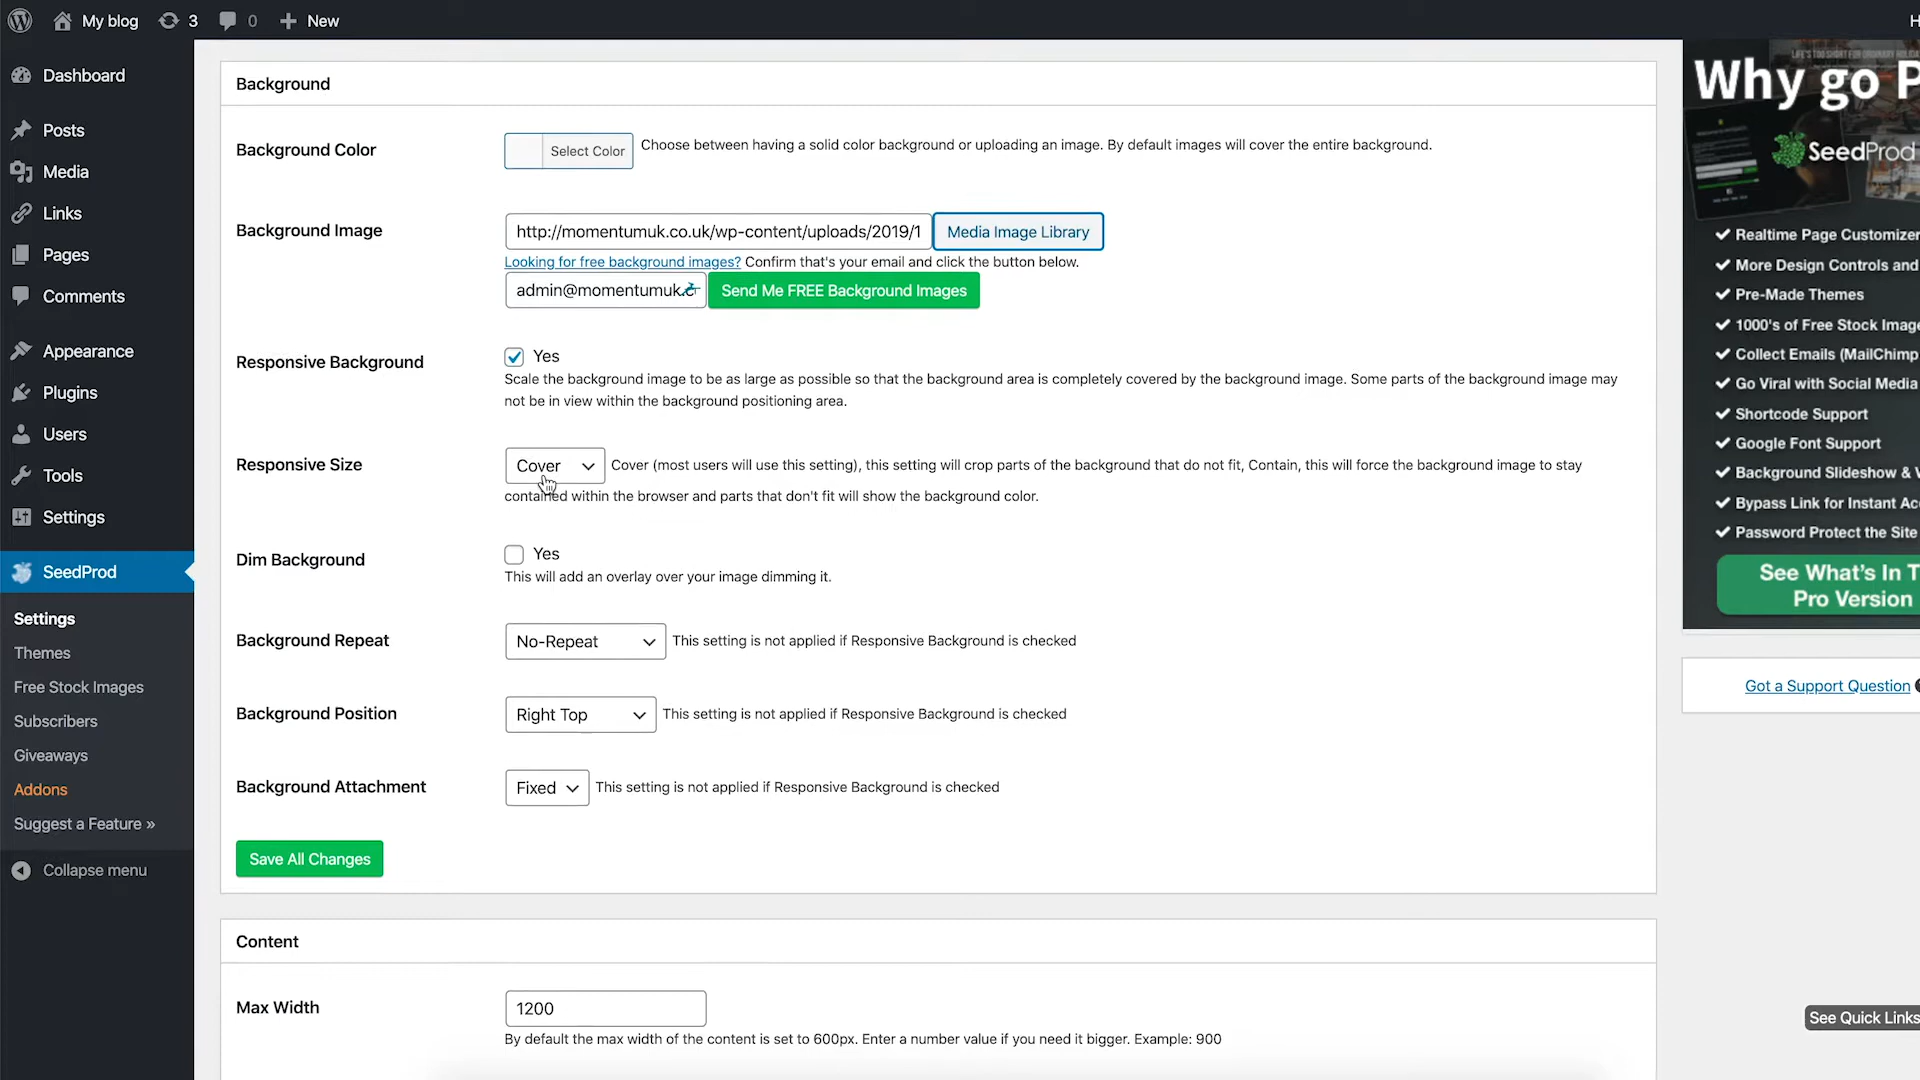 My blog 3 0 New H
Dashboard
Posts
Media
Links
Pages
Comments
Appearance
Plugins
Users
Tools
Settings
SeedProd
Settings
Themes
Free Stock Images
Subscribers
Giveaways
Addons
Suggest a Feature »
Collapse menu
Background
Background Color
Select Color
Choose between having a solid color background or uploading an image. By default images will cover the entire background.
Background Image
http://momentumuk.co.uk/wp-content/uploads/2019/1
Media Image Library
Looking for free background images? Confirm that's your email and click the button below.
admin@momentumuk.c
Send Me FREE Background Images
Responsive Background
Yes
Scale the background image to be as large as possible so that the background area is completely covered by the background image. Some parts of the background image may
not be in view within the background positioning area.
Responsive Size
Cover
Cover (most users will use this setting), this setting will crop parts of the background that do not fit, Contain, this will force the background image to stay
contained within the browser and parts that don't fit will show the background color.
Dim Background
Yes
This will add an overlay over your image dimming it.
Background Repeat
No-Repeat
This setting is not applied if Responsive Background is checked
Background Position
Right Top
This setting is not applied if Responsive Background is checked
Background Attachment
Fixed
This setting is not applied if Responsive Background is checked
Save All Changes
Content
Max Width
1200
By default the max width of the content is set to 600px. Enter a number value if you need it bigger. Example: 900
Why go P
SeedProd
Realtime Page Customizer
More Design Controls and
Pre-Made Themes
1000's of Free Stock Image
Collect Emails (MailChimp
Go Viral with Social Media
Shortcode Support
Google Font Support
Background Slideshow & V
Bypass Link for Instant Ac
Password Protect the Site
See What's In T
Pro Version
Got a Support Question
See Quick Links